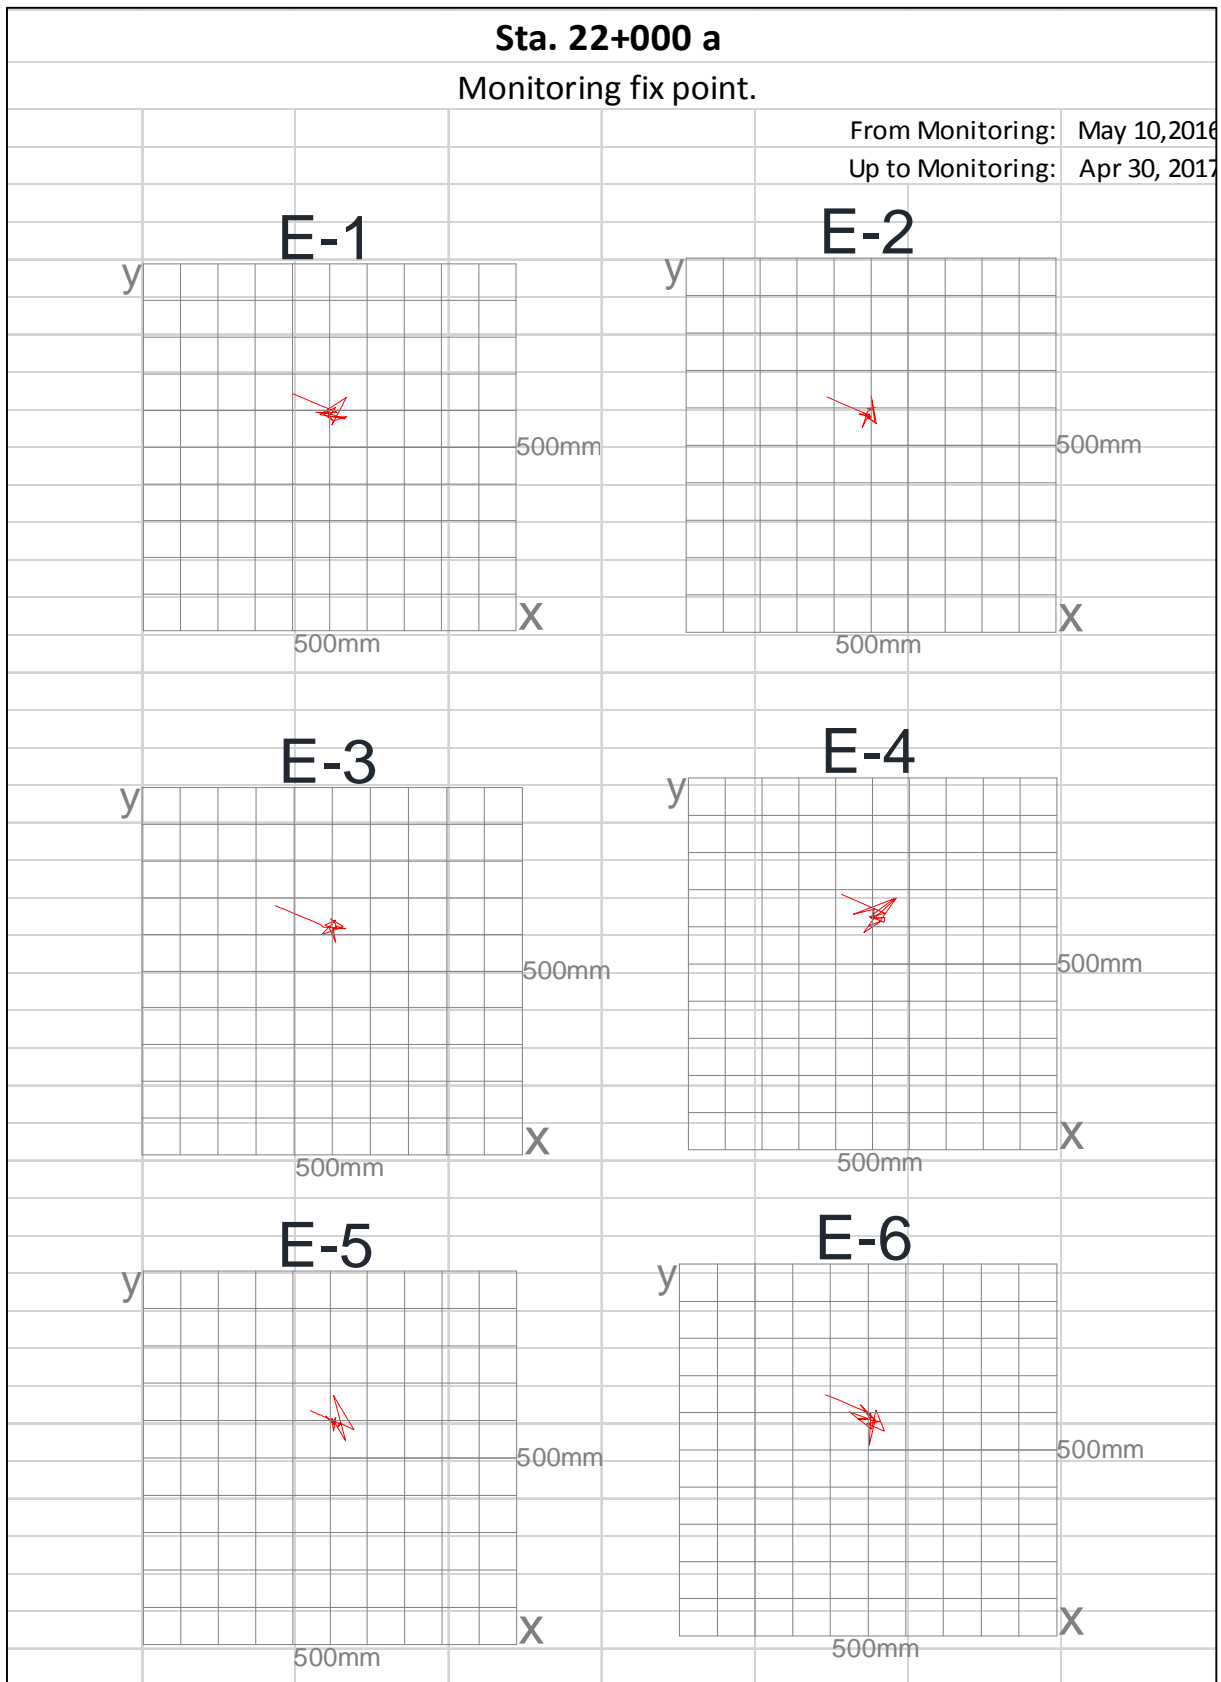 Sta. 22+000 a
Monitoring fix point.
From Monitoring: May 10,2016
Up to Monitoring: Apr 30, 2017
E-1
E-2
y
y
500mm
500mm
X
X
500mm
500mm
E-3
E-4
y
y
500mm
500mm
X
X
500mm
500mm
E-5
E-6
y
y
500mm
500mm
X
X
500mm
500mm